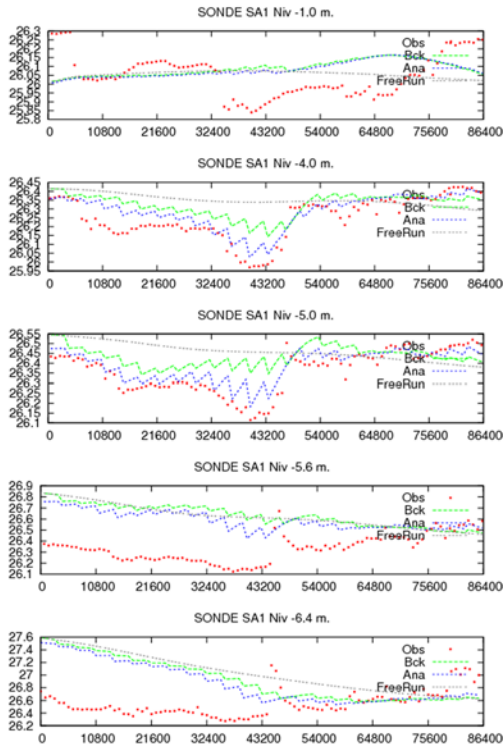 SONDE SA1 Niv -1.0 m.
26.3
26.25
26.2
26.15
26.1
26.05
26
25.95
25.9
25.85
25.8
Obs
Bck
Ana
FreeRun
0 10800 21600 32400 43200 54000 64800 75600 86400
SONDE SA1 Niv -4.0 m.
26.45
26.4
26.35
26.3
26.25
26.2
26.15
26.1
26.05
26
25.95
Obs
Bck
Ana
FreeRun
0 10800 21600 32400 43200 54000 64800 75600 86400
SONDE SA1 Niv -5.0 m.
26.55
26.5
26.45
26.4
26.35
26.3
26.25
26.2
26.15
26.1
Obs
Bck
Ana
FreeRun
0 10800 21600 32400 43200 54000 64800 75600 86400
SONDE SA1 Niv -5.6 m.
26.9
26.8
26.7
26.6
26.5
26.4
26.3
26.2
26.1
Obs
Bck
Ana
FreeRun
0 10800 21600 32400 43200 54000 64800 75600 86400
SONDE SA1 Niv -6.4 m.
27.6
27.4
27.2
27
26.8
26.6
26.4
26.2
Obs
Bck
Ana
FreeRun
0 10800 21600 32400 43200 54000 64800 75600 86400